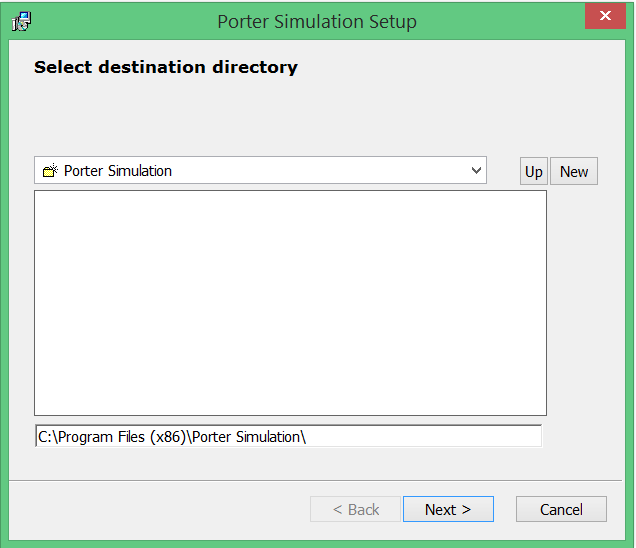 Porter Simulation Setup
Select destination directory
Porter Simulation
Up
New
C:\Program Files (x86)\Porter Simulation\
< Back
Next >
Cancel